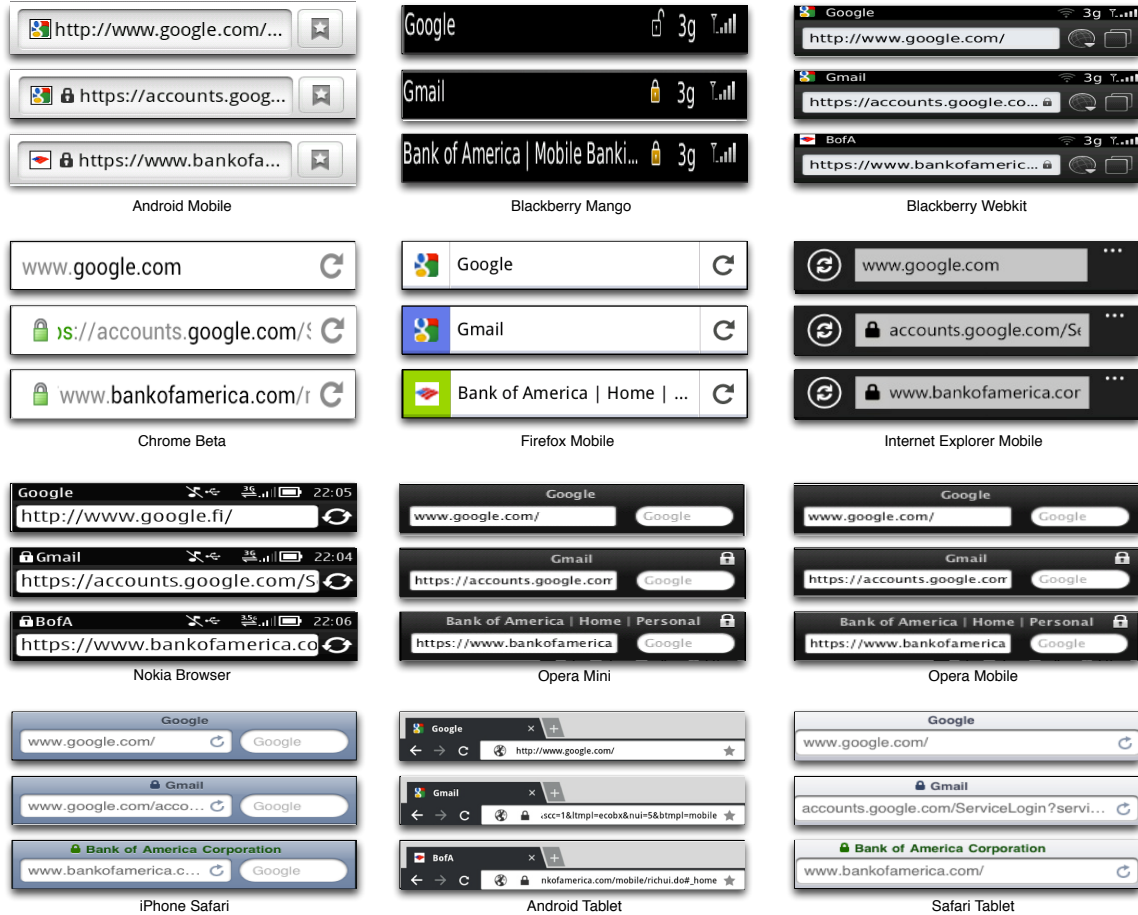 http://www.google.com/...
https://accounts.goog...
https://www.bankofa...
Android Mobile
Google 3g
Gmail 3g
Bank of America | Mobile Banki... 3g
Blackberry Mango
Google 3g
http://www.google.com/
Gmail 3g
https://accounts.google.co...
BofA 3g
https://www.bankofameric...
Blackberry Webkit
www.google.com
ps://accounts.google.com/S
www.bankofamerica.com/r
Chrome Beta
Google
Gmail
Bank of America | Home | ...
Firefox Mobile
www.google.com
...
accounts.google.com/Se
...
www.bankofamerica.cor
...
Internet Explorer Mobile
Google 3G 22:05
http://www.google.fi/
Gmail 3G 22:04
https://accounts.google.com/S
BofA 3.5G 22:06
https://www.bankofamerica.co
Nokia Browser
Google
www.google.com/ Google
Gmail
https://accounts.google.com Google
Bank of America | Home | Personal
https://www.bankofamerica Google
Opera Mini
Google
www.google.com/ Google
Gmail
https://accounts.google.com Google
Bank of America | Home | Personal
https://www.bankofamerica Google
Opera Mobile
Google
www.google.com/ Google
Gmail
www.google.com/acco... Google
Bank of America Corporation
www.bankofamerica.c... Google
iPhone Safari
Google × +
http://www.google.com/
Gmail × +
.scc=1&ltmpl=ecobx&nui=5&btmpl=mobile
BofA × +
nkofamerica.com/mobile/richui.do#_home
Android Tablet
Google
www.google.com/
Gmail
accounts.google.com/ServiceLogin?servi...
Bank of America Corporation
www.bankofamerica.com/
Safari Tablet